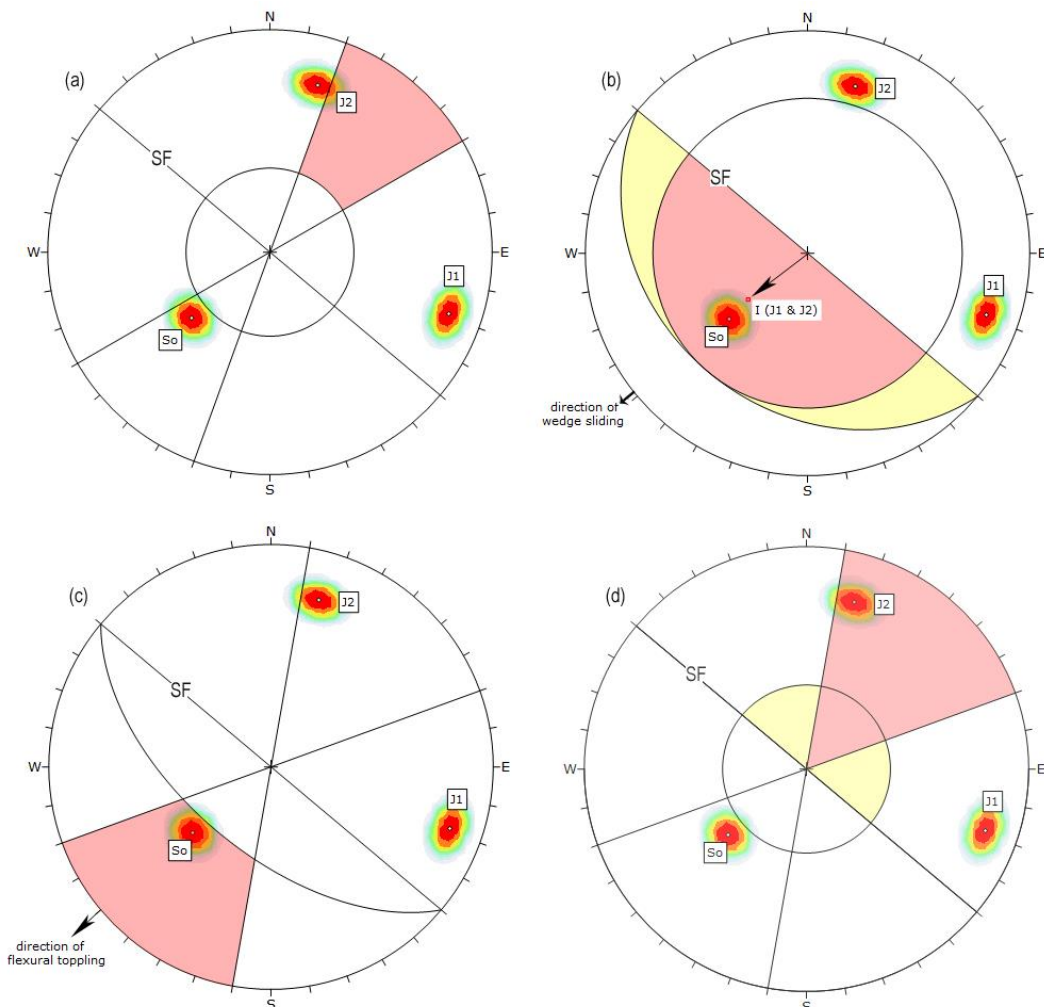 N
(a)
J2
SF
W
E
So
J1
S
N
(b)
J2
SF
W
E
J1
I (J1 & J2)
So
direction of
wedge sliding
S
N
(c)
J2
SF
W
E
J1
So
direction of
flexural toppling
S
N
(d)
J2
SF
W
E
J1
So
S